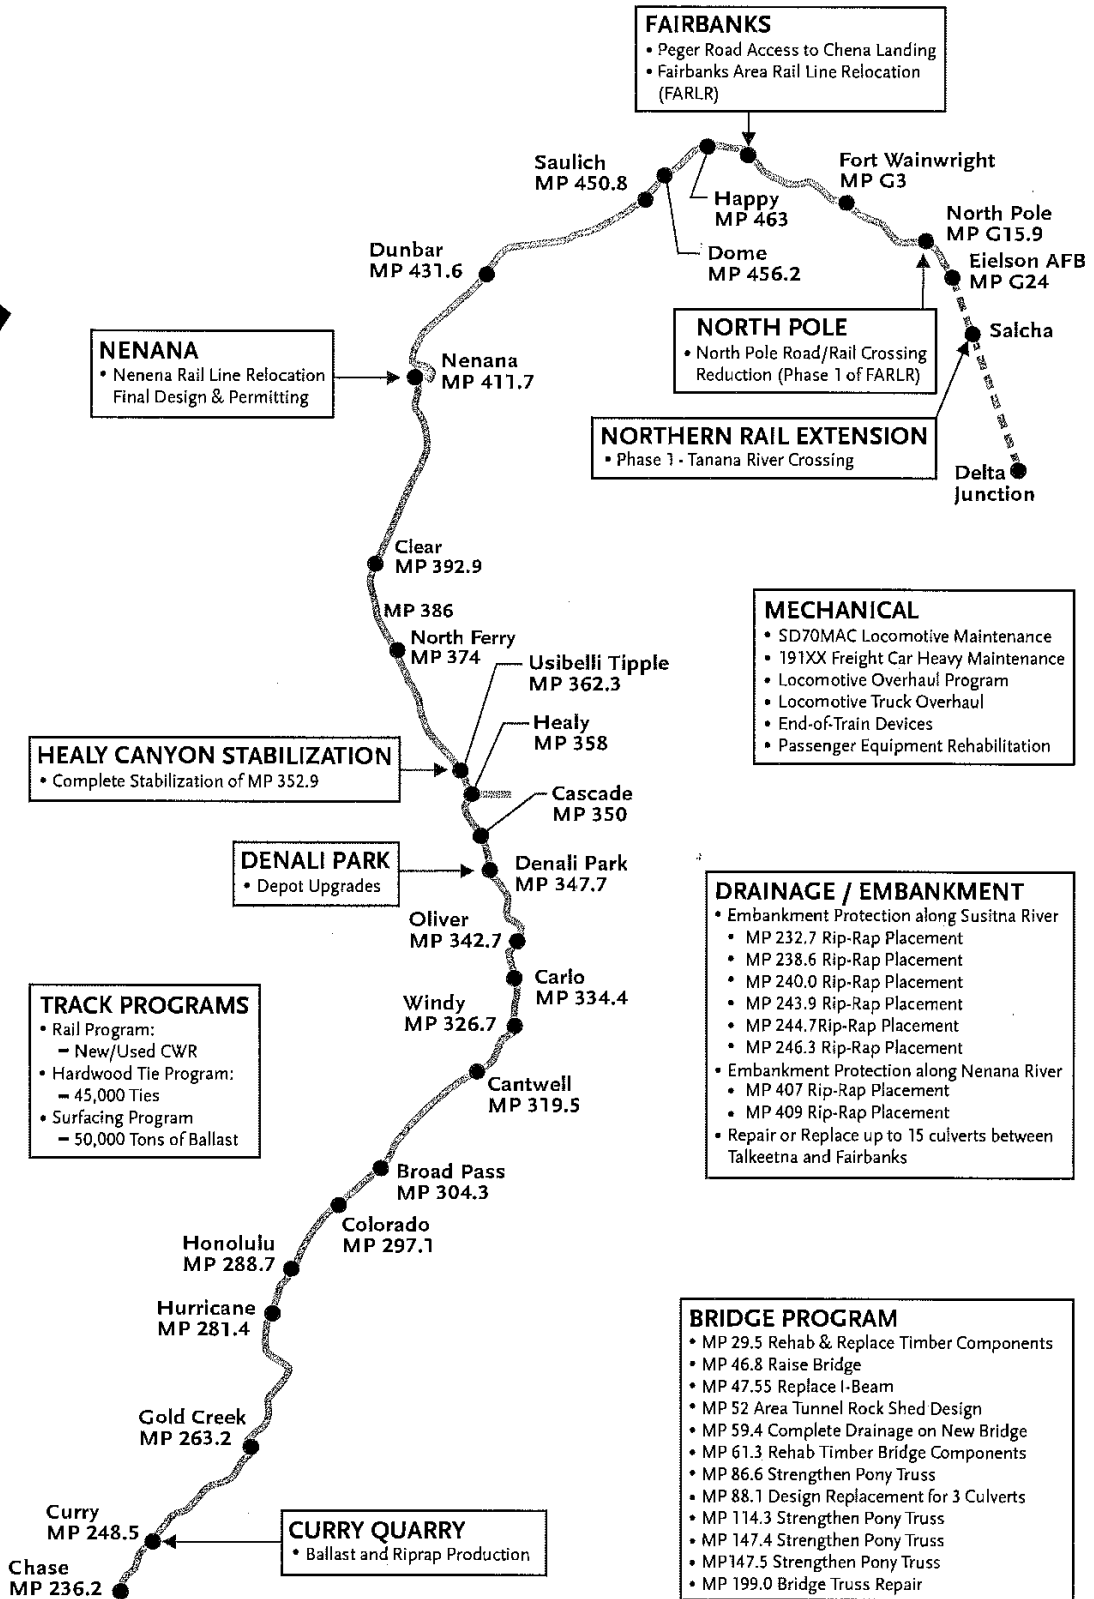 FAIRBANKS
• Peger Road Access to Chena Landing
• Fairbanks Area Rail Line Relocation
(FARLR)
Saulich
MP 450.8
Happy
MP 463
Dome
MP 456.2
Fort Wainwright
MP G3
North Pole
MP G15.9
Eielson AFB
MP G24
Salcha
Delta
Junction
Dunbar
MP 431.6
NORTH POLE
• North Pole Road/Rail Crossing
Reduction (Phase 1 of FARLR)
NORTHERN RAIL EXTENSION
• Phase 1 - Tanana River Crossing
NENANA
• Nenena Rail Line Relocation
Final Design & Permitting
Nenana
MP 411.7
Clear
MP 392.9
MP 386
North Ferry
MP 374
Usibelli Tipple
MP 362.3
Healy
MP 358
HEALY CANYON STABILIZATION
• Complete Stabilization of MP 352.9
Cascade
MP 350
DENALI PARK
• Depot Upgrades
Denali Park
MP 347.7
Oliver
MP 342.7
Carlo
MP 334.4
Windy
MP 326.7
Cantwell
MP 319.5
Broad Pass
MP 304.3
Colorado
MP 297.1
Honolulu
MP 288.7
Hurricane
MP 281.4
Gold Creek
MP 263.2
Curry
MP 248.5
Chase
MP 236.2
CURRY QUARRY
• Ballast and Riprap Production
TRACK PROGRAMS
• Rail Program:
– New/Used CWR
• Hardwood Tie Program:
– 45,000 Ties
• Surfacing Program
– 50,000 Tons of Ballast
MECHANICAL
• SD70MAC Locomotive Maintenance
• 191XX Freight Car Heavy Maintenance
• Locomotive Overhaul Program
• Locomotive Truck Overhaul
• End-of-Train Devices
• Passenger Equipment Rehabilitation
DRAINAGE / EMBANKMENT
• Embankment Protection along Susitna River
• MP 232.7 Rip-Rap Placement
• MP 238.6 Rip-Rap Placement
• MP 240.0 Rip-Rap Placement
• MP 243.9 Rip-Rap Placement
• MP 244.7Rip-Rap Placement
• MP 246.3 Rip-Rap Placement
• Embankment Protection along Nenana River
• MP 407 Rip-Rap Placement
• MP 409 Rip-Rap Placement
• Repair or Replace up to 15 culverts between
Talkeetna and Fairbanks
BRIDGE PROGRAM
• MP 29.5 Rehab & Replace Timber Components
• MP 46.8 Raise Bridge
• MP 47.55 Replace I-Beam
• MP 52 Area Tunnel Rock Shed Design
• MP 59.4 Complete Drainage on New Bridge
• MP 61.3 Rehab Timber Bridge Components
• MP 86.6 Strengthen Pony Truss
• MP 88.1 Design Replacement for 3 Culverts
• MP 114.3 Strengthen Pony Truss
• MP 147.4 Strengthen Pony Truss
• MP147.5 Strengthen Pony Truss
• MP 199.0 Bridge Truss Repair